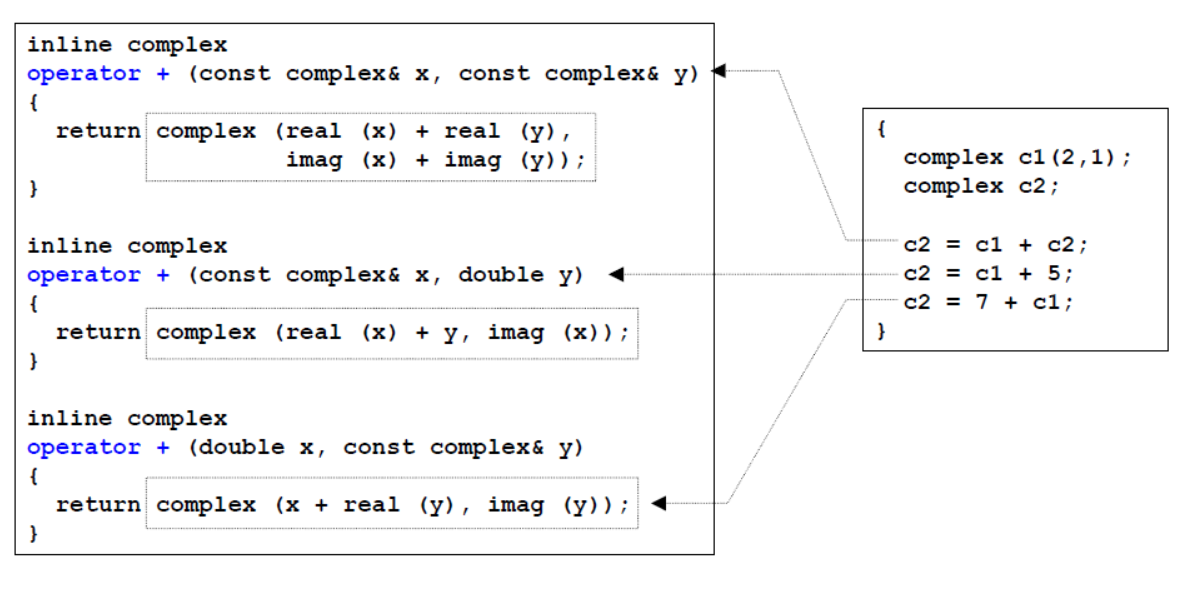 inline complex
operator + (const complex& x, const complex& y)
{
  return complex (real (x) + real (y),
                  imag (x) + imag (y));
}
inline complex
operator + (const complex& x, double y)
{
  return complex (real (x) + y, imag (x));
}
inline complex
operator + (double x, const complex& y)
{
  return complex (x + real (y), imag (y));
}
{
  complex c1(2,1);
  complex c2;
  c2 = c1 + c2;
  c2 = c1 + 5;
  c2 = 7 + c1;
}